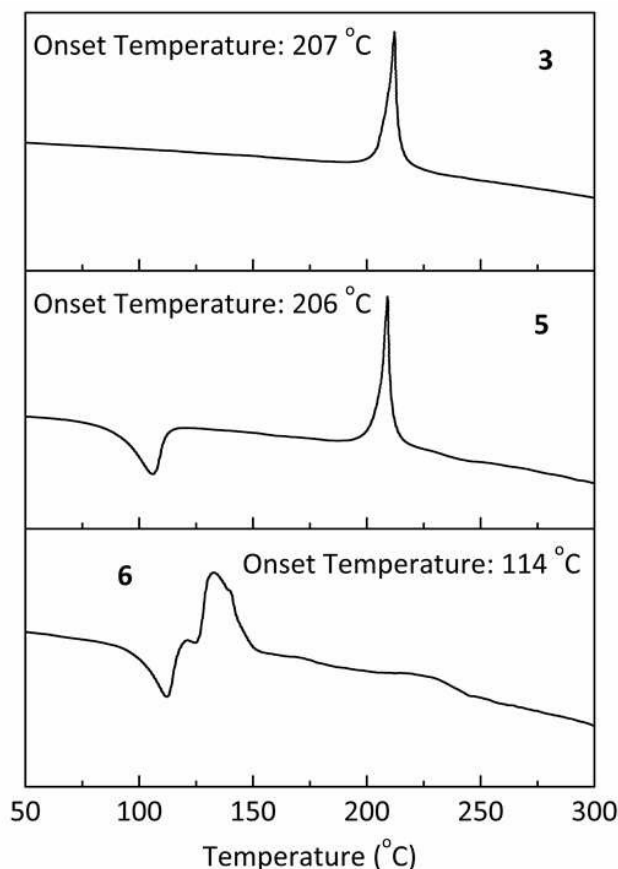 Onset Temperature: 207 °C
3
Onset Temperature: 206 °C
5
6
Onset Temperature: 114 °C
50 100 150 200 250 300
Temperature (°C)